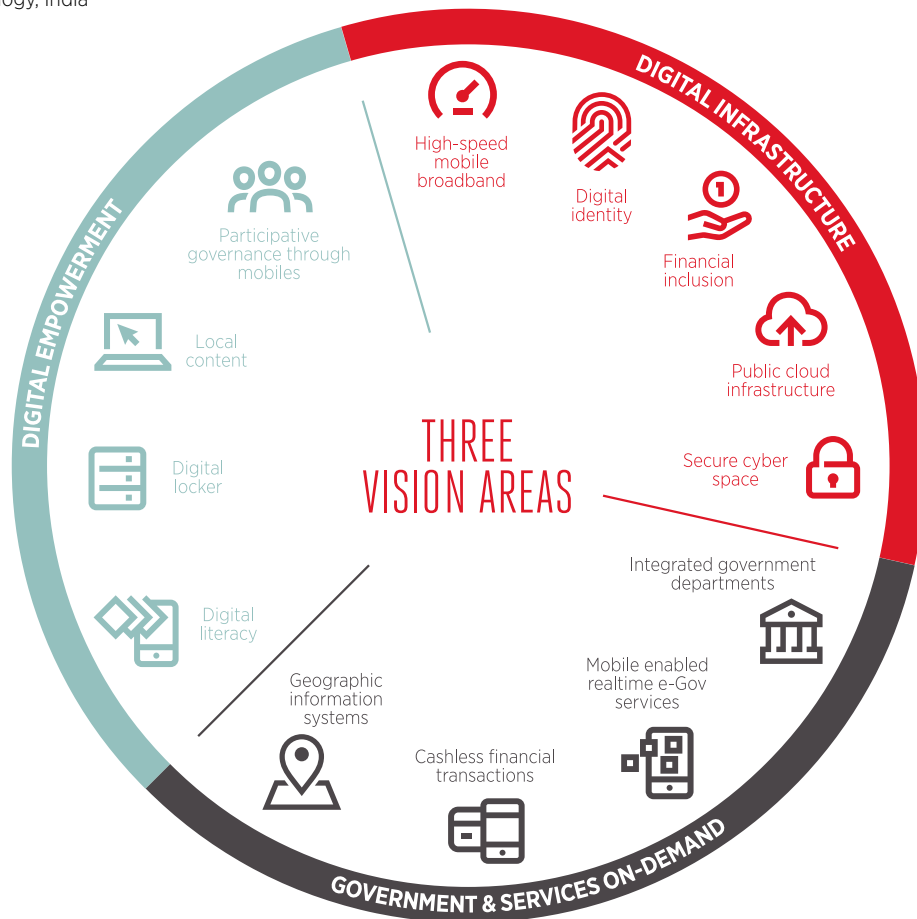 THREE
VISION AREAS
DIGITAL INFRASTRUCTURE
High-speed
mobile
broadband
Digital
identity
1
Financial
inclusion
Public cloud
infrastructure
Secure cyber
space
GOVERNMENT & SERVICES ON-DEMAND
Integrated government
departments
Mobile enabled
realtime e-Gov
services
Cashless financial
transactions
Geographic
information
systems
DIGITAL EMPOWERMENT
Participative
governance through
mobiles
Local
content
Digital
locker
Digital
literacy